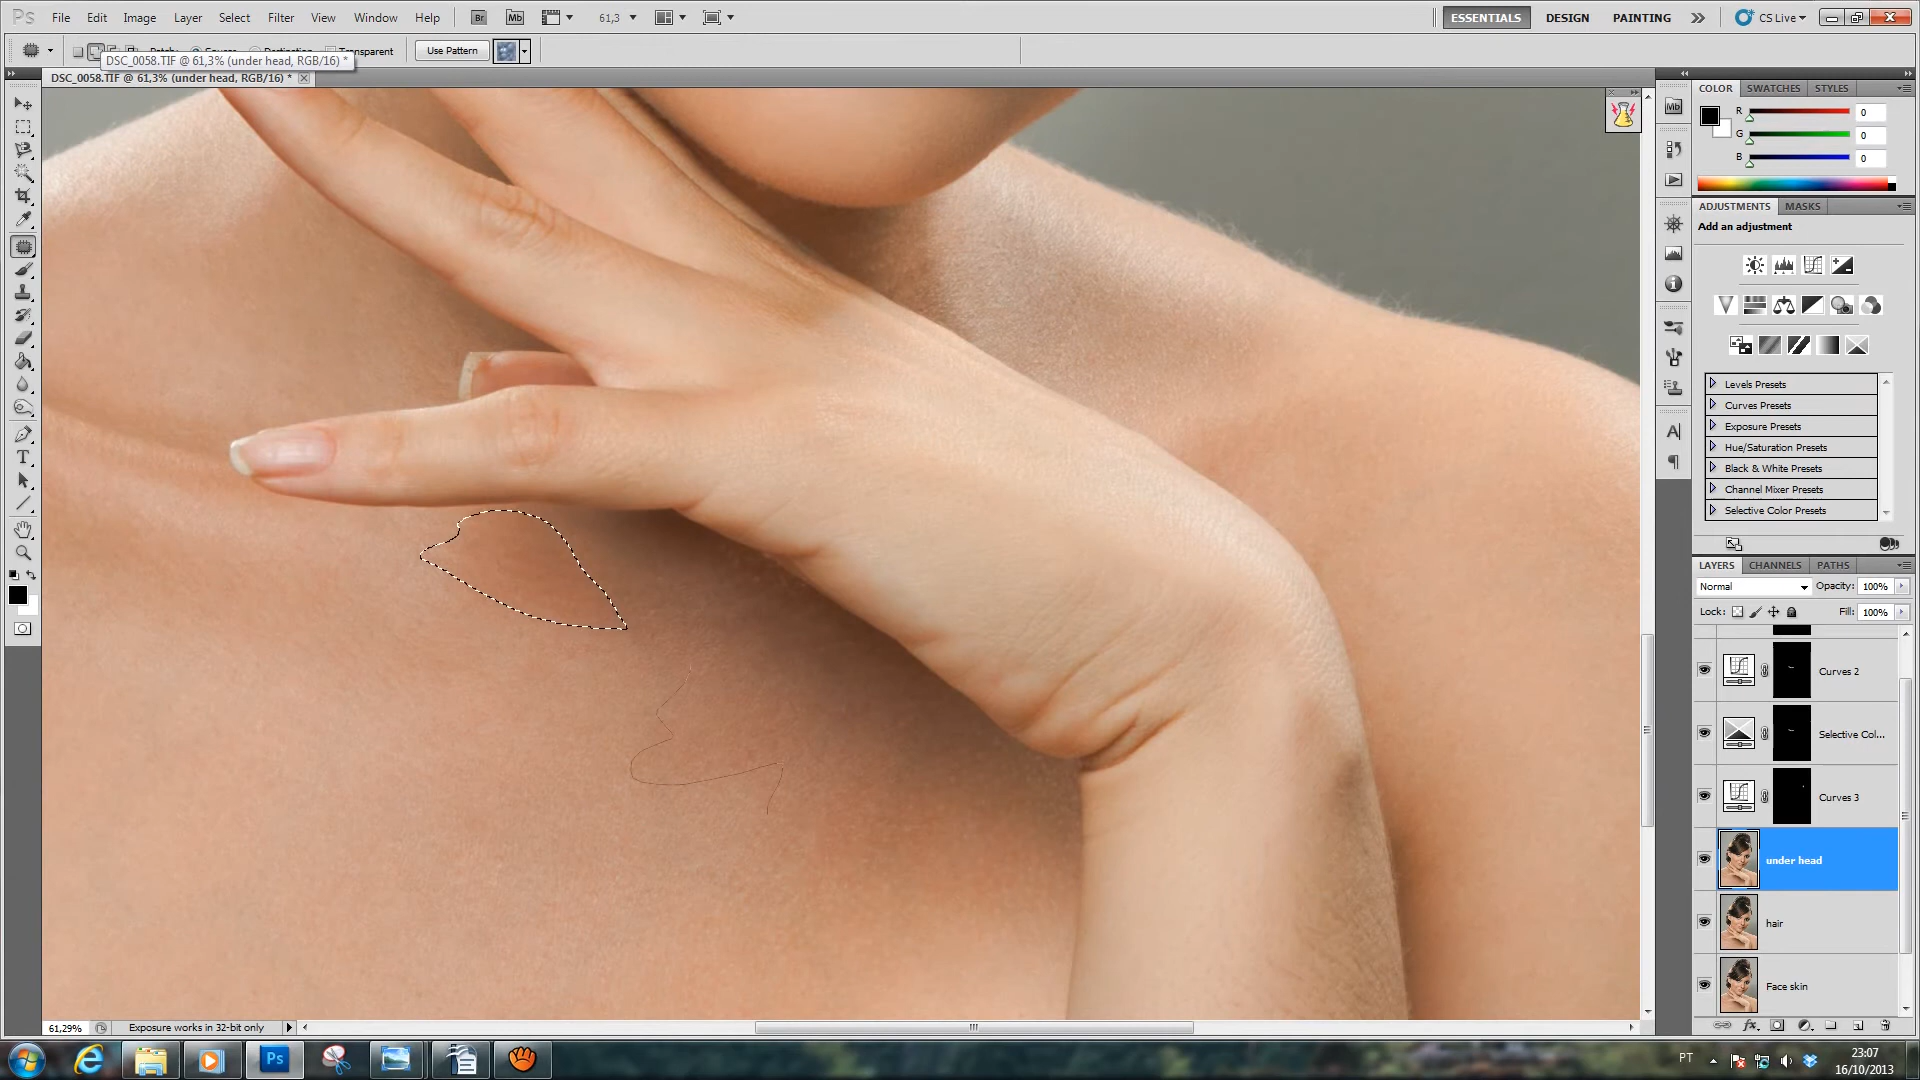 Ps File Edit Image Layer Select Filter View Window Help Br Mb 61,3 ESSENTIALS DESIGN PAINTING CS Live
Transparent Use Pattern
DSC_0058.TIF @ 61,3% (under head, RGB/16) *
DSC_0058.TIF @ 61,3% (under head, RGB/16) *
COLOR SWATCHES STYLES
Mb
R 0
G 0
B 0
ADJUSTMENTS MASKS
Add an adjustment
Levels Presets
Curves Presets
Exposure Presets
Hue/Saturation Presets
Black & White Presets
Channel Mixer Presets
Selective Color Presets
LAYERS CHANNELS PATHS
Normal Opacity: 100%
Lock: Fill: 100%
Curves 2
Selective Col...
Curves 3
under head
hair
Face skin
61,29% Exposure works in 32-bit only
Ps PT 23:07
16/10/2013